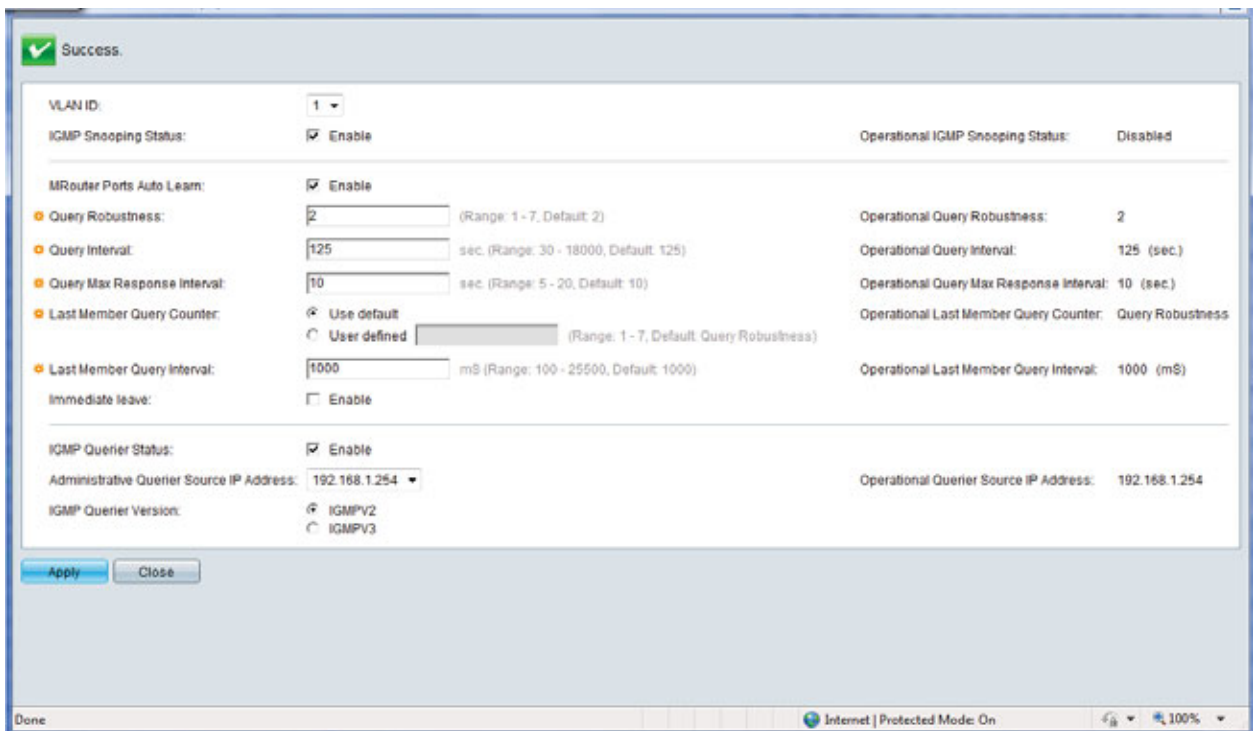 Success.
VLAN ID: 1
IGMP Snooping Status: Enable Operational IGMP Snooping Status: Disabled
MRouter Ports Auto Learn: Enable
Query Robustness: 2 (Range: 1 - 7, Default: 2) Operational Query Robustness: 2
Query Interval: 125 sec. (Range: 30 - 18000, Default: 125) Operational Query Interval: 125 (sec.)
Query Max Response Interval: 10 sec. (Range: 5 - 20, Default: 10) Operational Query Max Response Interval: 10 (sec.)
Last Member Query Counter: Use default Operational Last Member Query Counter: Query Robustness
User defined (Range: 1 - 7, Default: Query Robustness)
Last Member Query Interval: 1000 mS (Range: 100 - 25500, Default: 1000) Operational Last Member Query Interval: 1000 (mS)
Immediate leave: Enable
IGMP Querier Status: Enable
Administrative Querier Source IP Address: 192.168.1.254 Operational Querier Source IP Address: 192.168.1.254
IGMP Querier Version: IGMPV2
IGMPV3
Apply Close
Done Internet | Protected Mode: On 100%